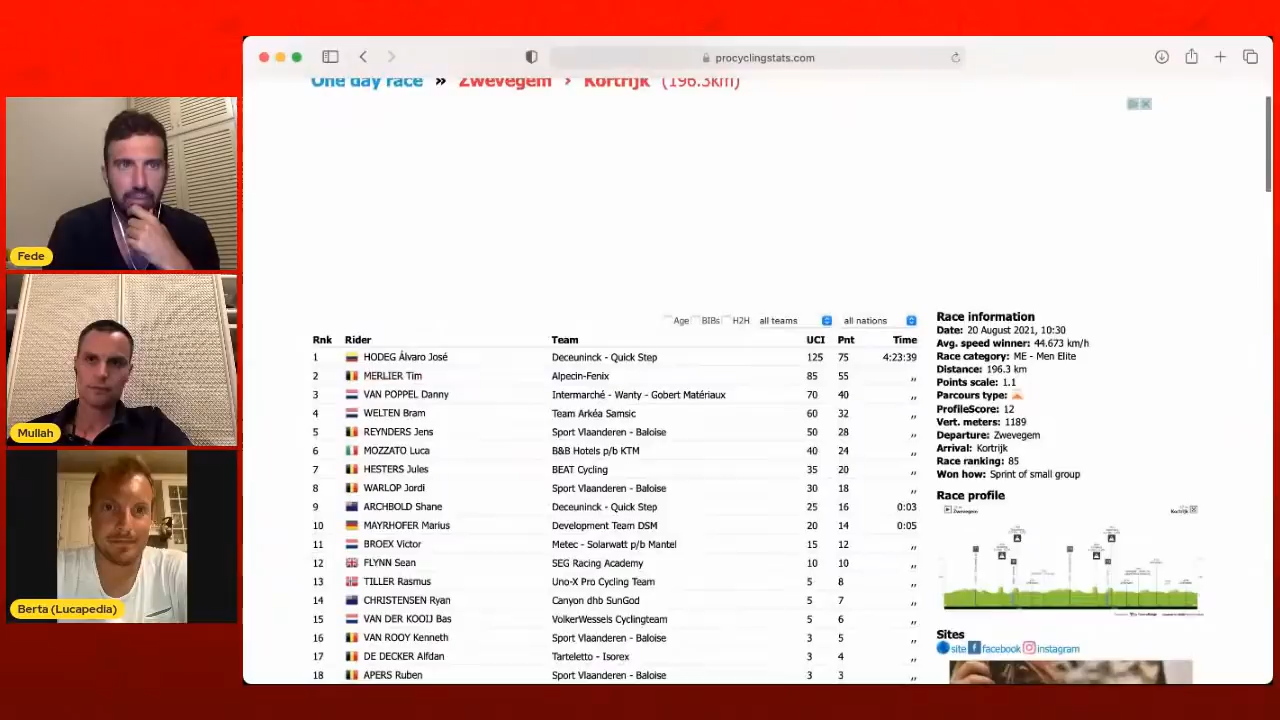 procyclingstats.com
One day race » Zwevegem › Kortrijk (196.3km)
Fede
Mullah
Berta (Lucapedia)
Age BIBs H2H all teams all nations
Rnk Rider Team UCI Pnt Time
1 HODEG Álvaro José Deceuninck - Quick Step 125 75 4:23:39
2 MERLIER Tim Alpecin-Fenix 85 55 ,,
3 VAN POPPEL Danny Intermarché - Wanty - Gobert Matériaux 70 40 ,,
4 WELTEN Bram Team Arkéa Samsic 60 32 ,,
5 REYNDERS Jens Sport Vlaanderen - Baloise 50 28 ,,
6 MOZZATO Luca B&B Hotels p/b KTM 40 24 ,,
7 HESTERS Jules BEAT Cycling 35 20 ,,
8 WARLOP Jordi Sport Vlaanderen - Baloise 30 18 ,,
9 ARCHBOLD Shane Deceuninck - Quick Step 25 16 0:03
10 MAYRHOFER Marius Development Team DSM 20 14 0:05
11 BROEX Victor Metec - Solarwatt p/b Mantel 15 12 ,,
12 FLYNN Sean SEG Racing Academy 10 10 ,,
13 TILLER Rasmus Uno-X Pro Cycling Team 5 8 ,,
14 CHRISTENSEN Ryan Canyon dhb SunGod 5 7 ,,
15 VAN DER KOOIJ Bas VolkerWessels Cyclingteam 5 6 ,,
16 VAN ROOY Kenneth Sport Vlaanderen - Baloise 3 5 ,,
17 DE DECKER Alfdan Tarteletto - Isorex 3 4 ,,
18 APERS Ruben Sport Vlaanderen - Baloise 3 3 ,,
Race information
Date: 20 August 2021, 10:30
Avg. speed winner: 44.673 km/h
Race category: ME - Men Elite
Distance: 196.3 km
Points scale: 1.1
Parcours type:
ProfileScore: 12
Vert. meters: 1189
Departure: Zwevegem
Arrival: Kortrijk
Race ranking: 85
Won how: Sprint of small group
Race profile
Zwevegem
Kortrijk
Sites
site facebook instagram